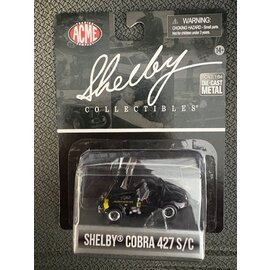 ACME
WARNING:
CHOKING HAZARD - Small parts.
Not for children under 3 years.
14+
Shelby
COLLECTIBLES®
1:64
DIE-CAST
METAL
SHELBY® COBRA 427 S/C